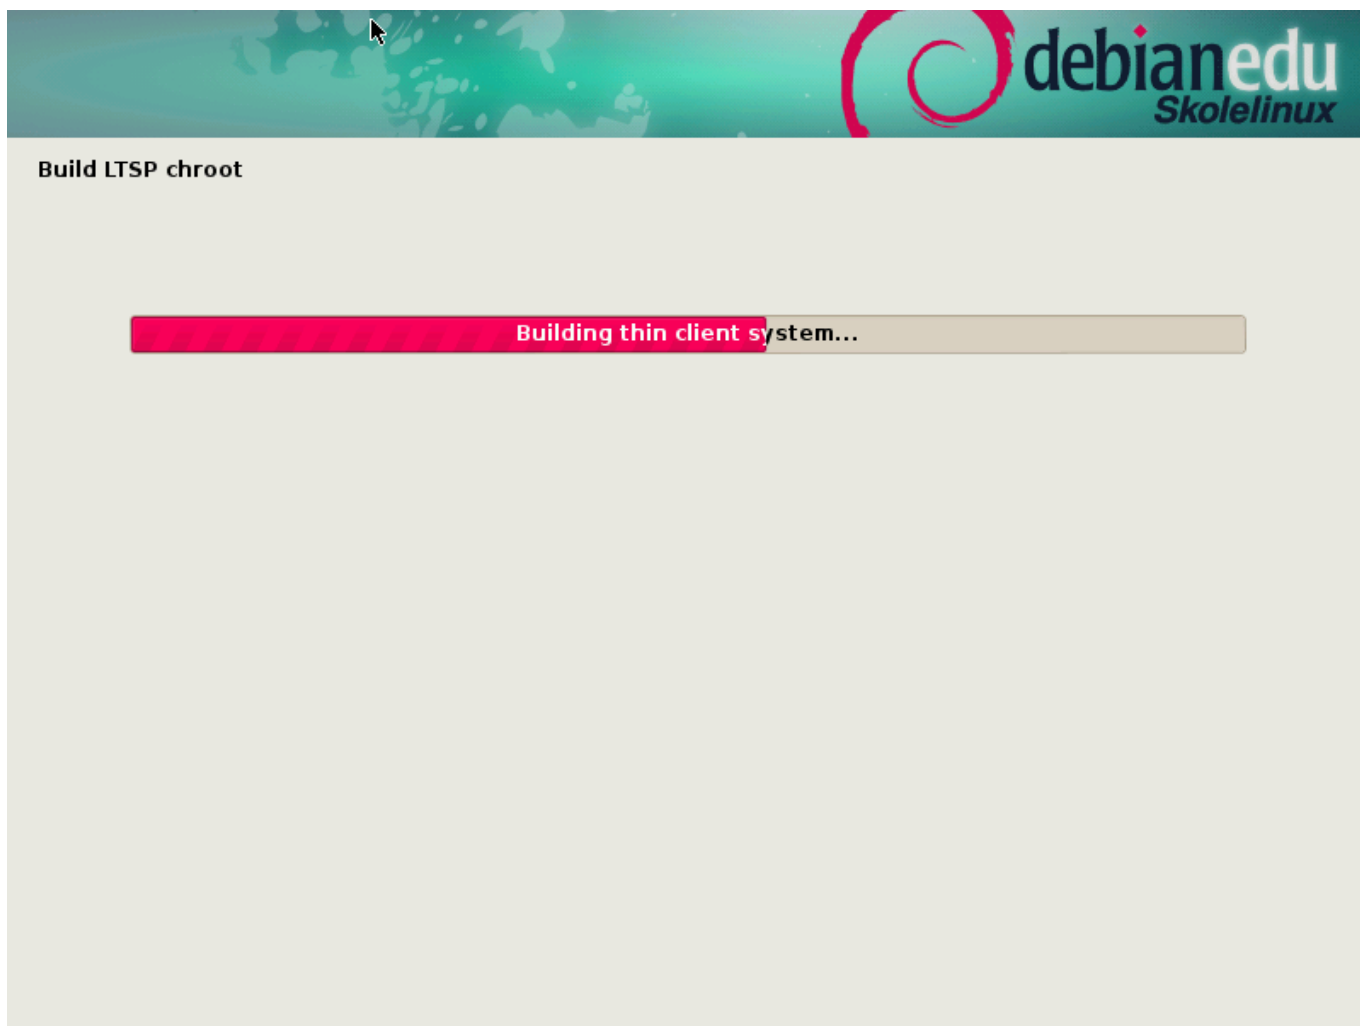 debianedu
Skolelinux
Build LTSP chroot
Building thin client system...